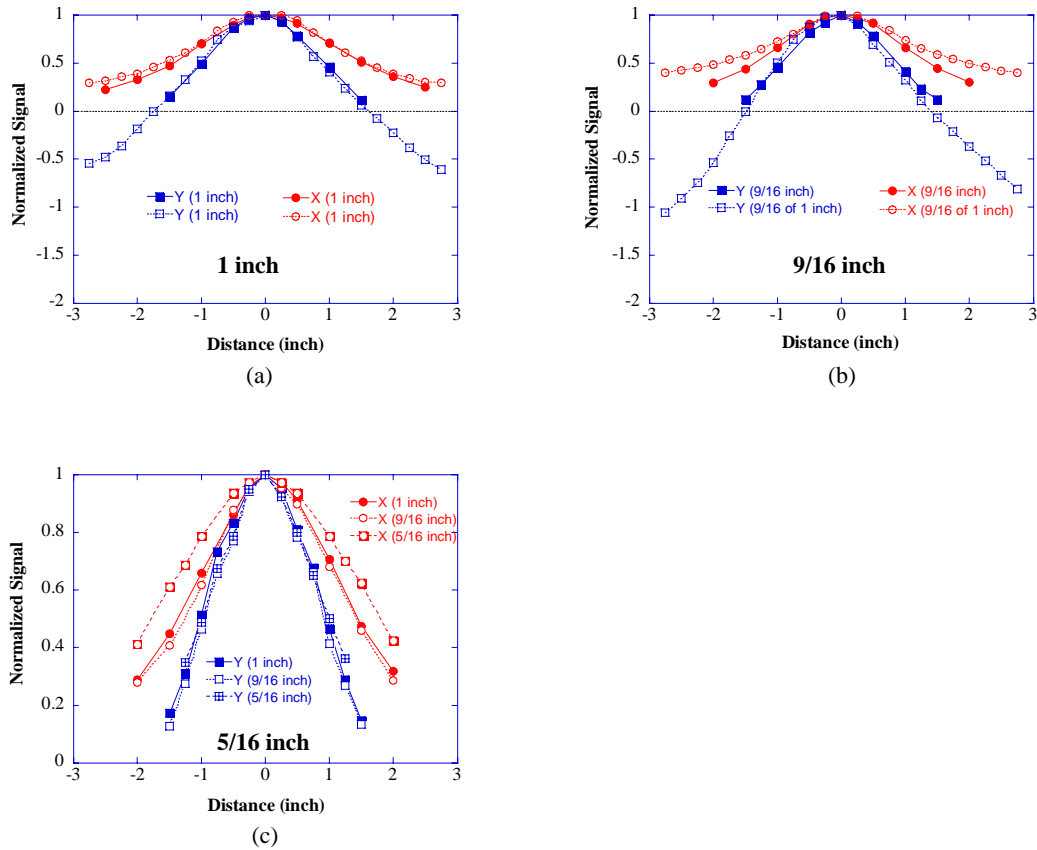 1
0.5
0
-0.5
-1
-1.5
-2
-3 -2 -1 0 1 2 3
Normalized Signal
Y (1 inch)
Y (1 inch)
X (1 inch)
X (1 inch)
1 inch
Distance (inch)
(a)
1
0.5
0
-0.5
-1
-1.5
-2
-3 -2 -1 0 1 2 3
Normalized Signal
Y (9/16 inch)
Y (9/16 of 1 inch)
X (9/16 inch)
X (9/16 of 1 inch)
9/16 inch
Distance (inch)
(b)
1
0.8
0.6
0.4
0.2
0
-3 -2 -1 0 1 2 3
Normalized Signal
X (1 inch)
X (9/16 inch)
X (5/16 inch)
Y (1 inch)
Y (9/16 inch)
Y (5/16 inch)
5/16 inch
Distance (inch)
(c)